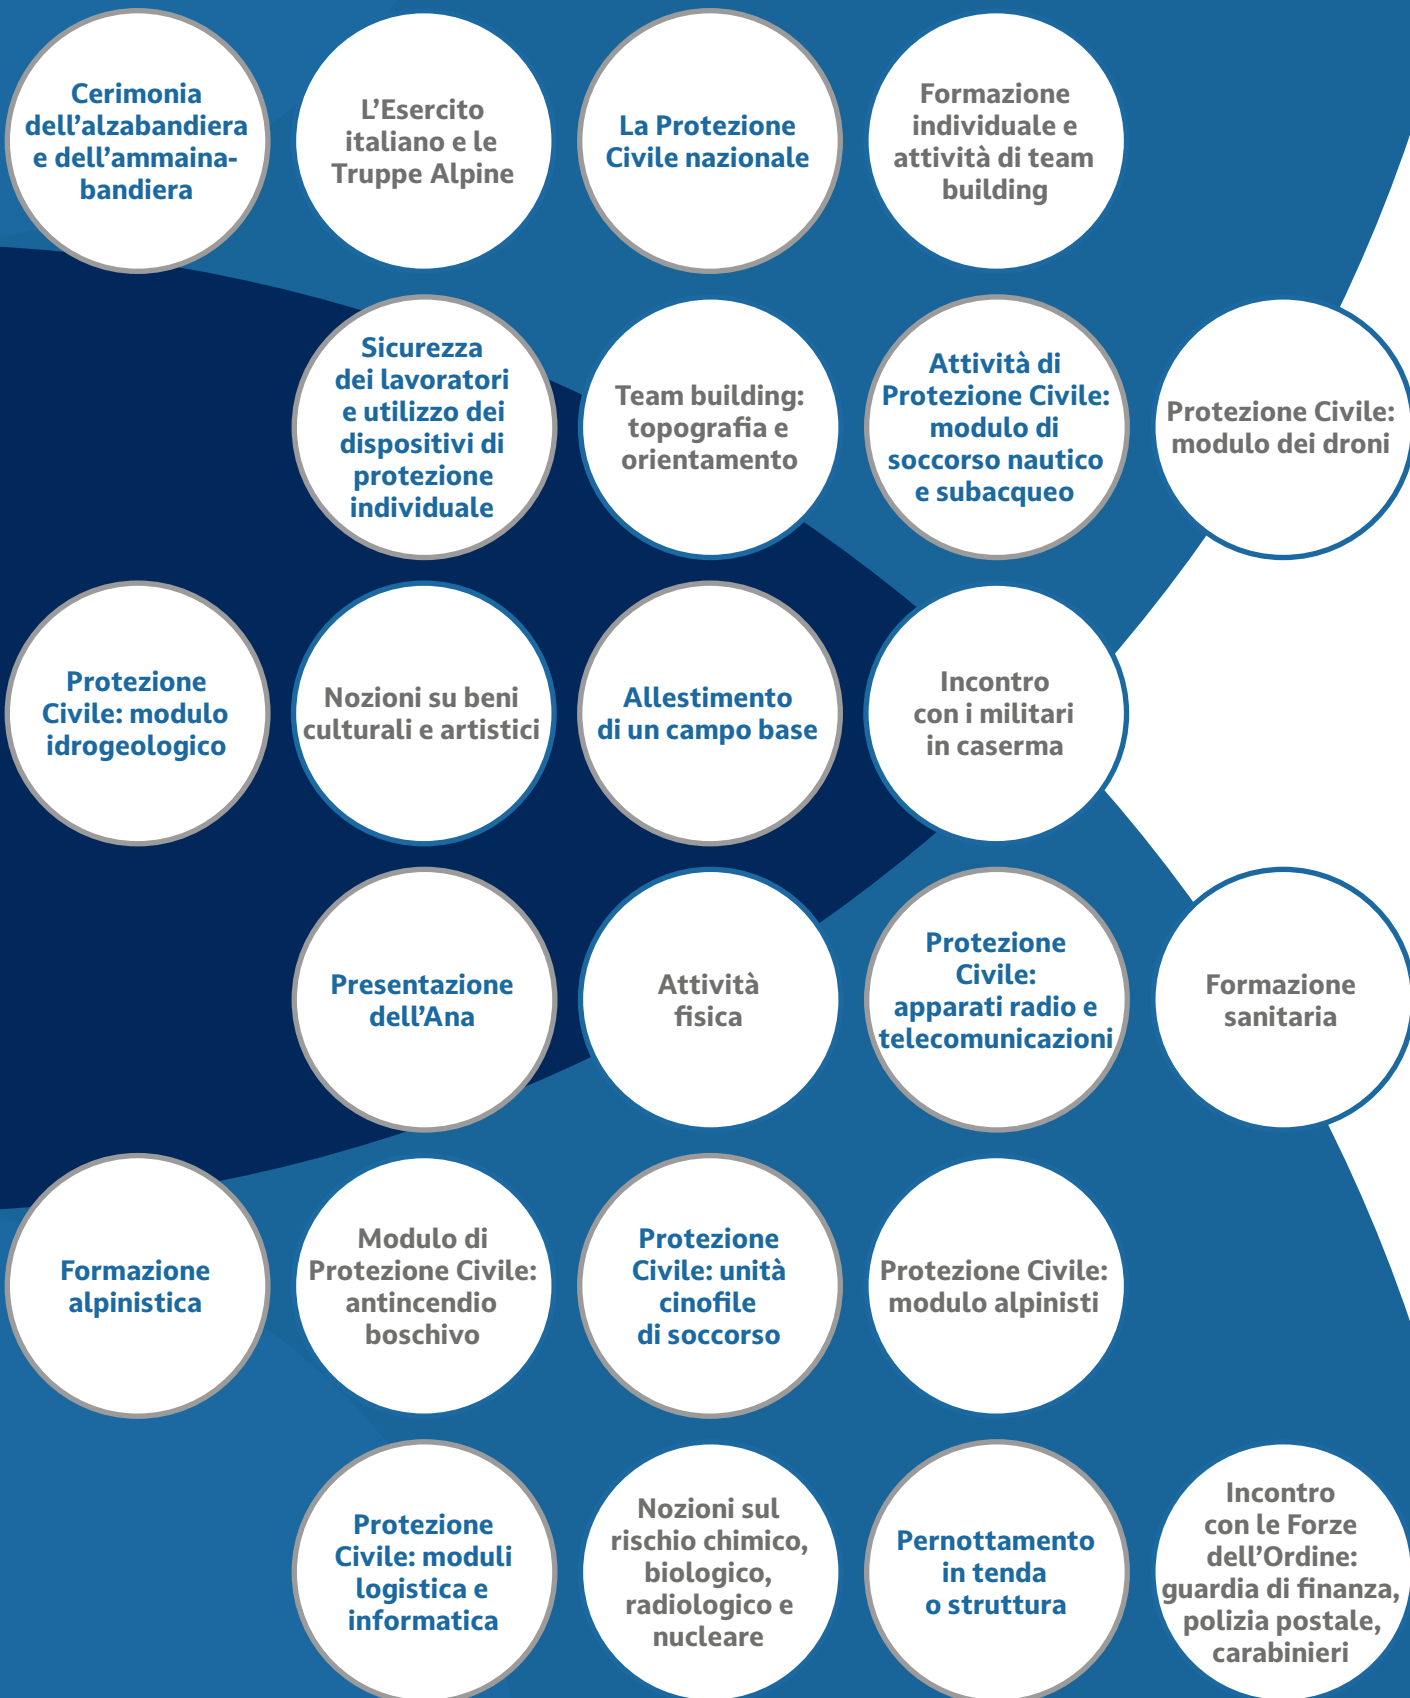 Cerimonia
dell’alzabandiera
e dell’ammaina-
bandiera
L’Esercito
italiano e le
Truppe Alpine
La Protezione
Civile nazionale
Formazione
individuale e
attività di team
building
Sicurezza
dei lavoratori
e utilizzo dei
dispositivi di
protezione
individuale
Team building:
topografia e
orientamento
Attività di
Protezione Civile:
modulo di
soccorso nautico
e subacqueo
Protezione Civile:
modulo dei droni
Protezione
Civile: modulo
idrogeologico
Nozioni su beni
culturali e artistici
Allestimento
di un campo base
Incontro
con i militari
in caserma
Presentazione
dell’Ana
Attività
fisica
Protezione
Civile:
apparati radio e
telecomunicazioni
Formazione
sanitaria
Formazione
alpinistica
Modulo di
Protezione Civile:
antincendio
boschivo
Protezione
Civile: unità
cinofile
di soccorso
Protezione Civile:
modulo alpinisti
Protezione
Civile: moduli
logistica e
informatica
Nozioni sul
rischio chimico,
biologico,
radiologico e
nucleare
Pernottamento
in tenda
o struttura
Incontro
con le Forze
dell’Ordine:
guardia di finanza,
polizia postale,
carabinieri